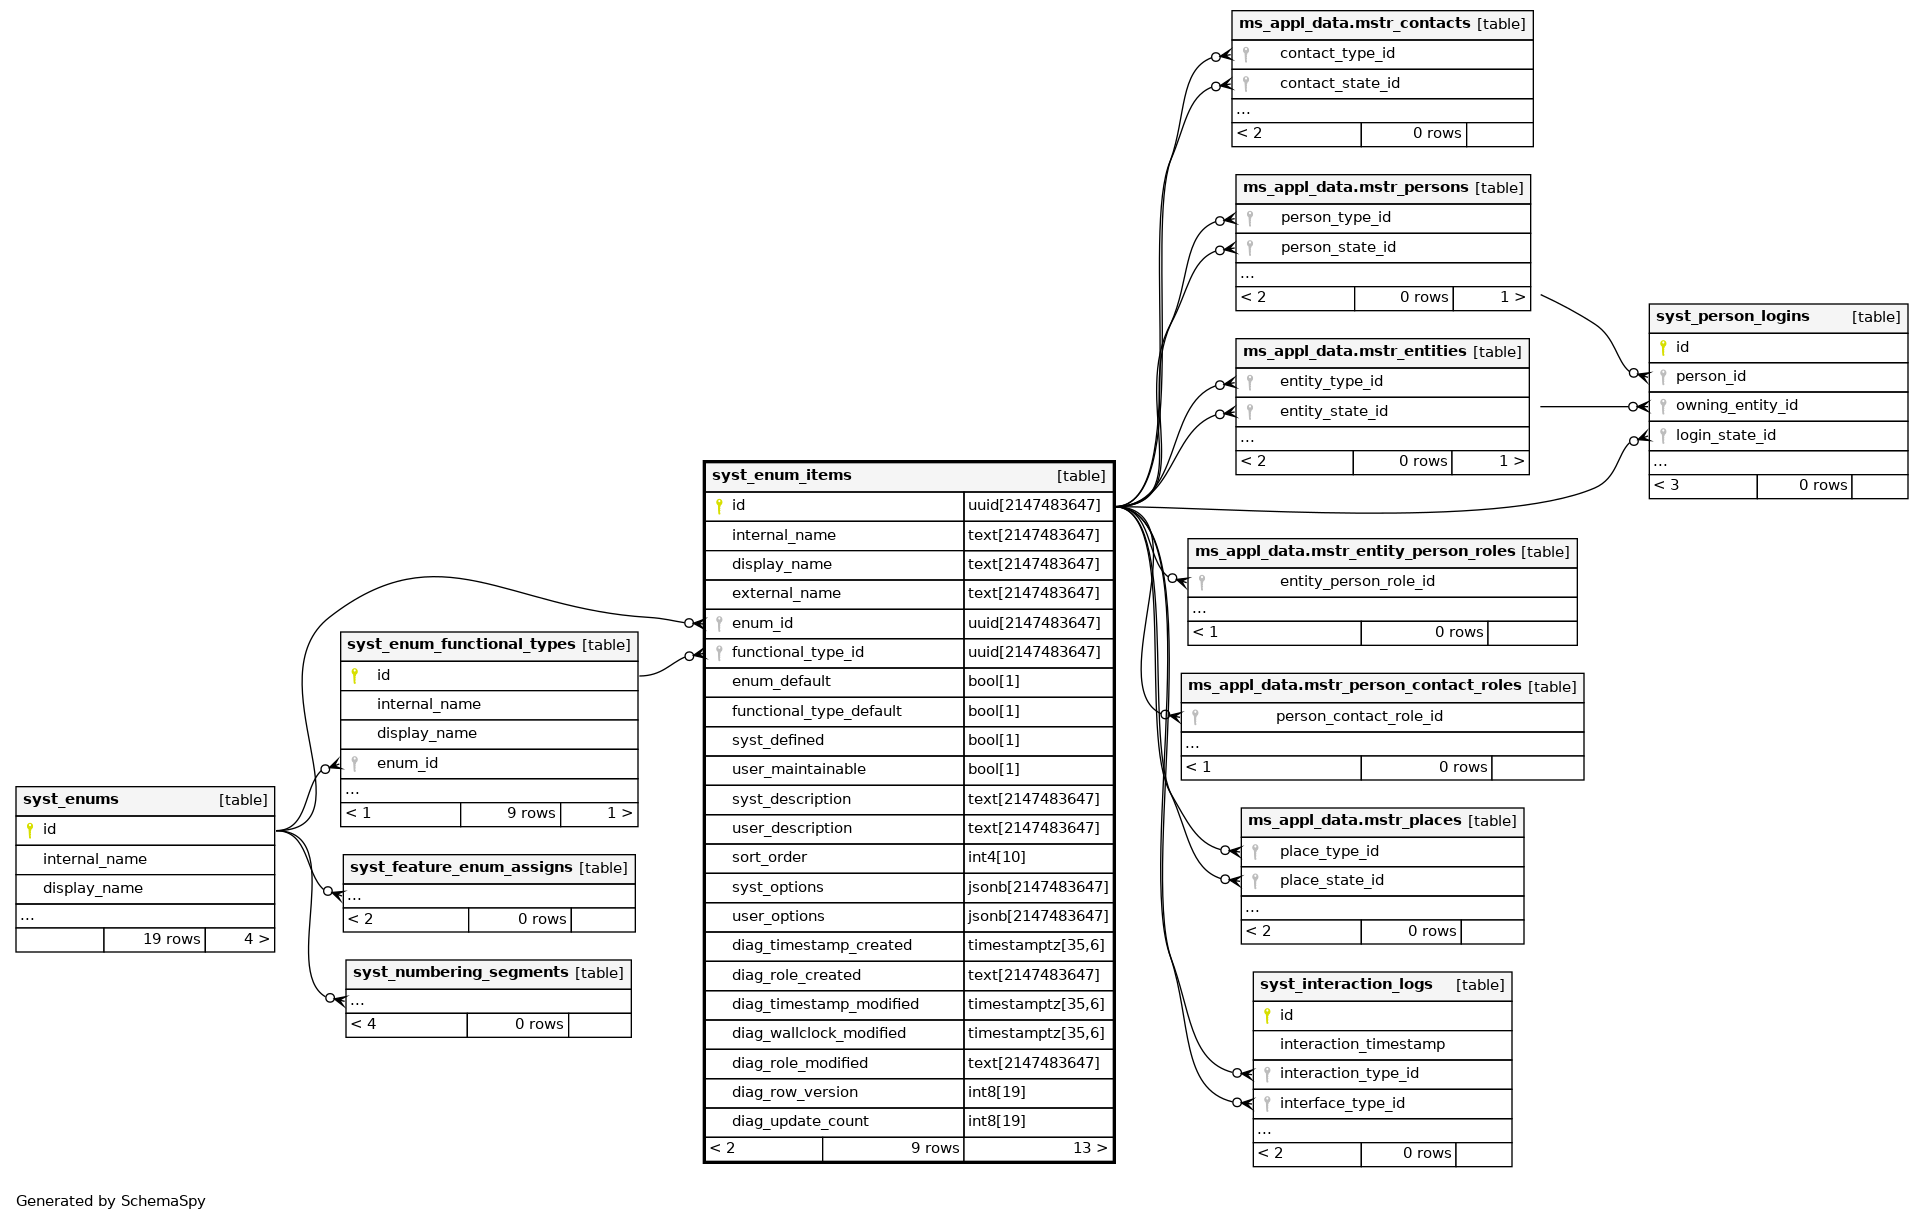 ms_appl_data.mstr_contacts [table]
contact_type_id
contact_state_id
...
< 2 0 rows
ms_appl_data.mstr_persons [table]
person_type_id
person_state_id
...
< 2 0 rows 1 >
syst_person_logins [table]
id
person_id
owning_entity_id
login_state_id
...
< 3 0 rows
ms_appl_data.mstr_entities [table]
entity_type_id
entity_state_id
...
< 2 0 rows 1 >
syst_enum_items [table]
id uuid[2147483647]
internal_name text[2147483647]
display_name text[2147483647]
external_name text[2147483647]
enum_id uuid[2147483647]
functional_type_id uuid[2147483647]
enum_default bool[1]
functional_type_default bool[1]
syst_defined bool[1]
user_maintainable bool[1]
syst_description text[2147483647]
user_description text[2147483647]
sort_order int4[10]
syst_options jsonb[2147483647]
user_options jsonb[2147483647]
diag_timestamp_created timestamptz[35,6]
diag_role_created text[2147483647]
diag_timestamp_modified timestamptz[35,6]
diag_wallclock_modified timestamptz[35,6]
diag_role_modified text[2147483647]
diag_row_version int8[19]
diag_update_count int8[19]
< 2 9 rows 13 >
ms_appl_data.mstr_entity_person_roles [table]
entity_person_role_id
...
< 1 0 rows
syst_enum_functional_types [table]
id
internal_name
display_name
enum_id
...
< 1 9 rows 1 >
ms_appl_data.mstr_person_contact_roles [table]
person_contact_role_id
...
< 1 0 rows
syst_enums [table]
id
internal_name
display_name
...
19 rows 4 >
ms_appl_data.mstr_places [table]
place_type_id
place_state_id
...
< 2 0 rows
syst_feature_enum_assigns [table]
...
< 2 0 rows
syst_numbering_segments [table]
...
< 4 0 rows
syst_interaction_logs [table]
id
interaction_timestamp
interaction_type_id
interface_type_id
...
< 2 0 rows
Generated by SchemaSpy